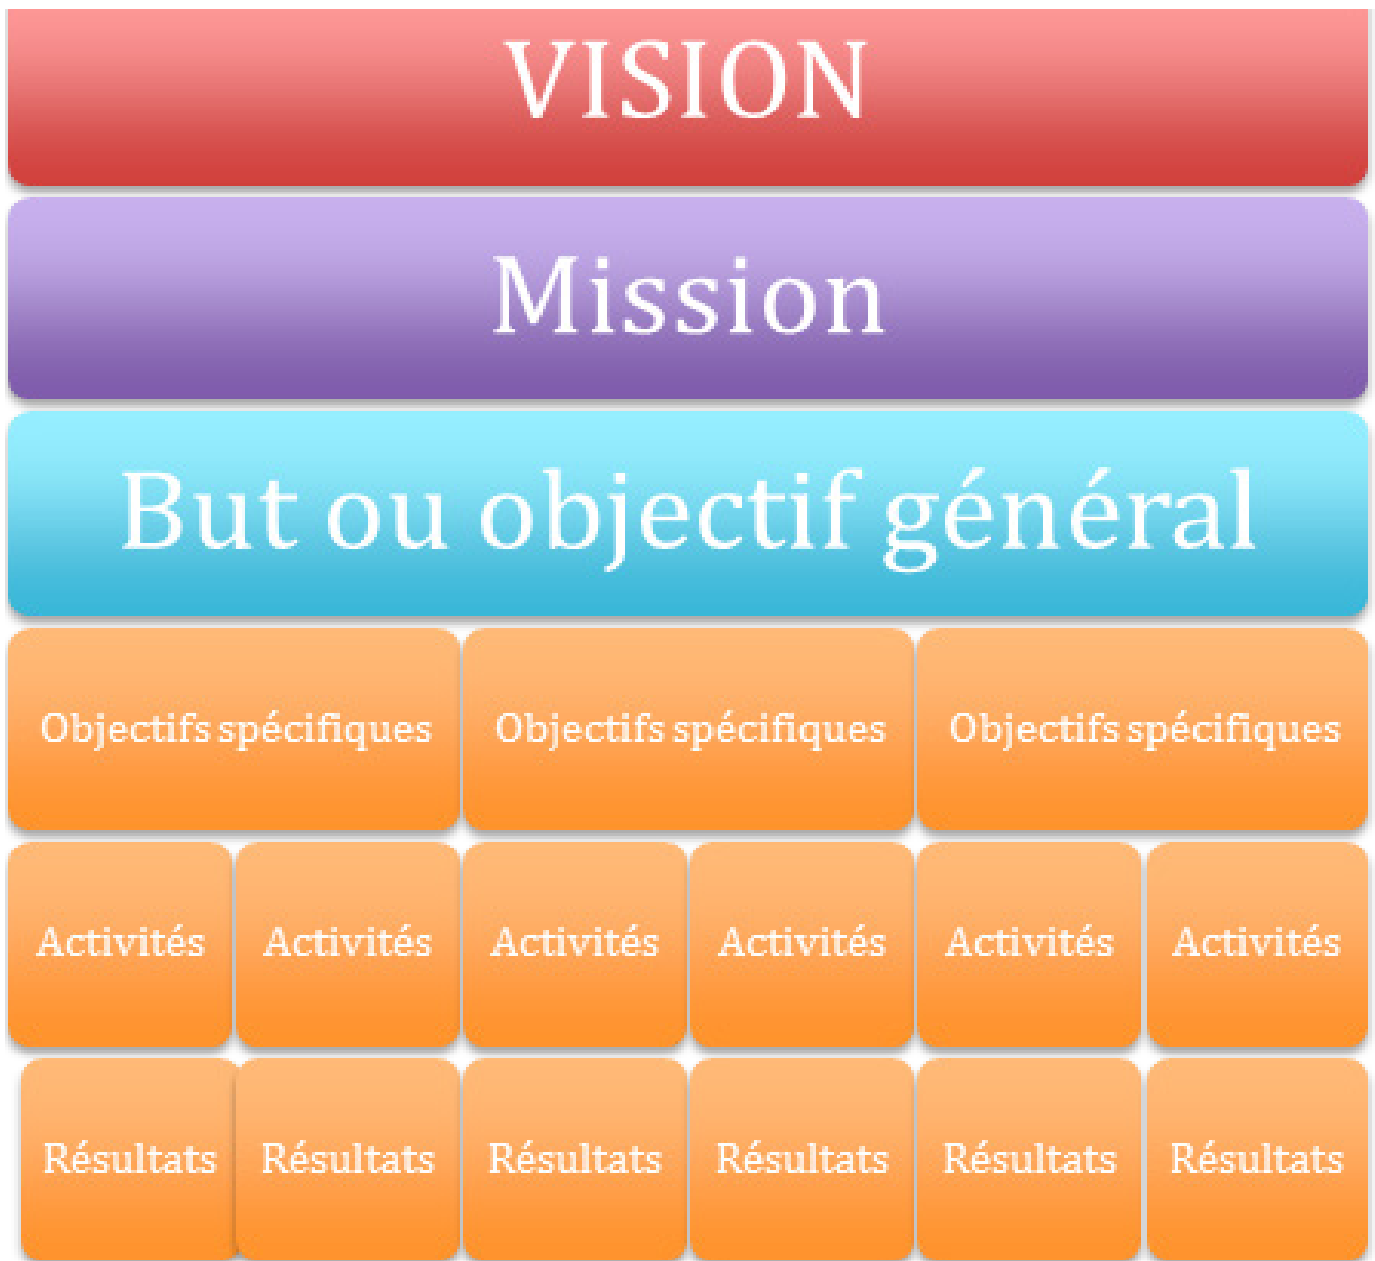 VISION
Mission
But ou objectif général
Objectifs spécifiques Objectifs spécifiques Objectifs spécifiques
Activités Activités Activités Activités Activités Activités
Résultats Résultats Résultats Résultats Résultats Résultats